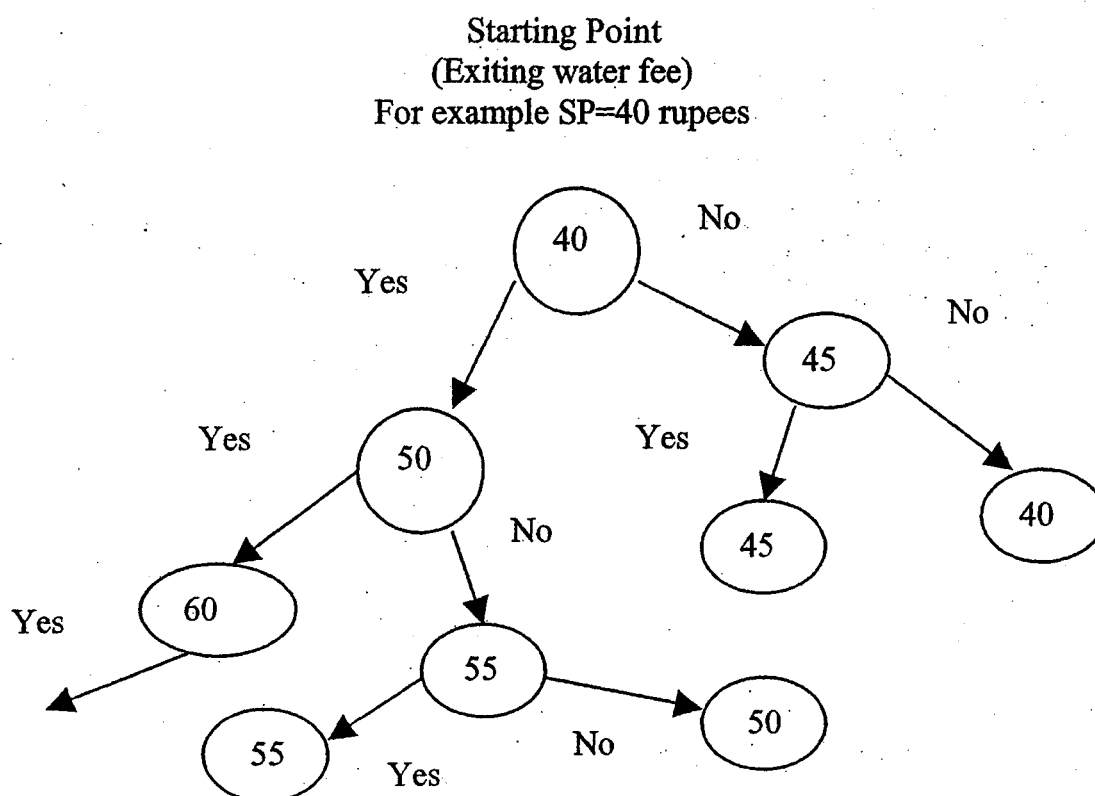 Starting Point
(Exiting water fee)
For example SP=40 rupees
40
No
Yes
No
45
Yes
50
Yes
No
45
40
60
Yes
55
50
55
No
Yes